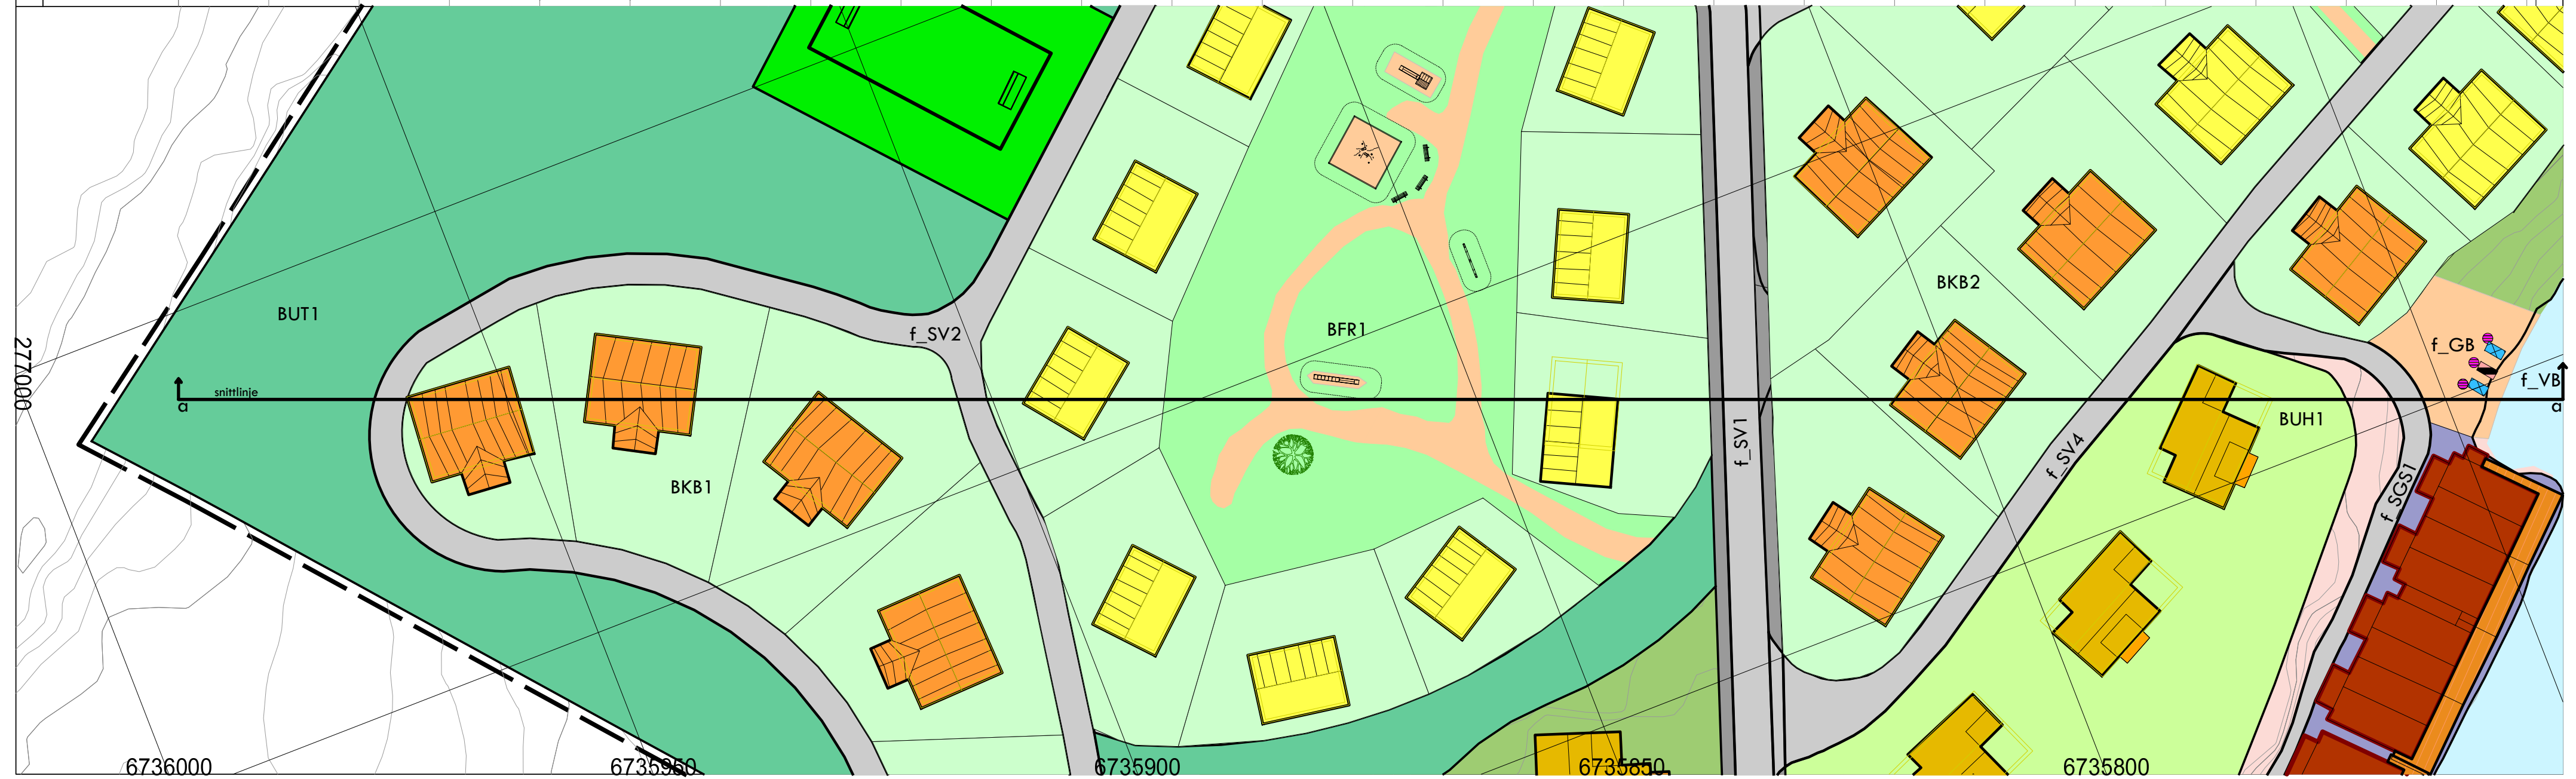 BUT1
277000
a
snittlinje
f_SV2
BKB1
BFR1
f_SV1
BKB2
f_SV4
BUH1
f_SGS1
f_GB
f_VB
a
6736000
6735950
6735900
6735850
6735800